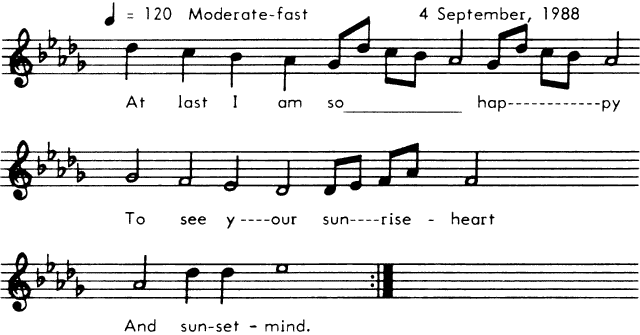 ♩ = 120 Moderate-fast 4 September, 1988
At last I am so____________ hap------------py
To see y----our sun----rise - heart
And sun-set - mind.